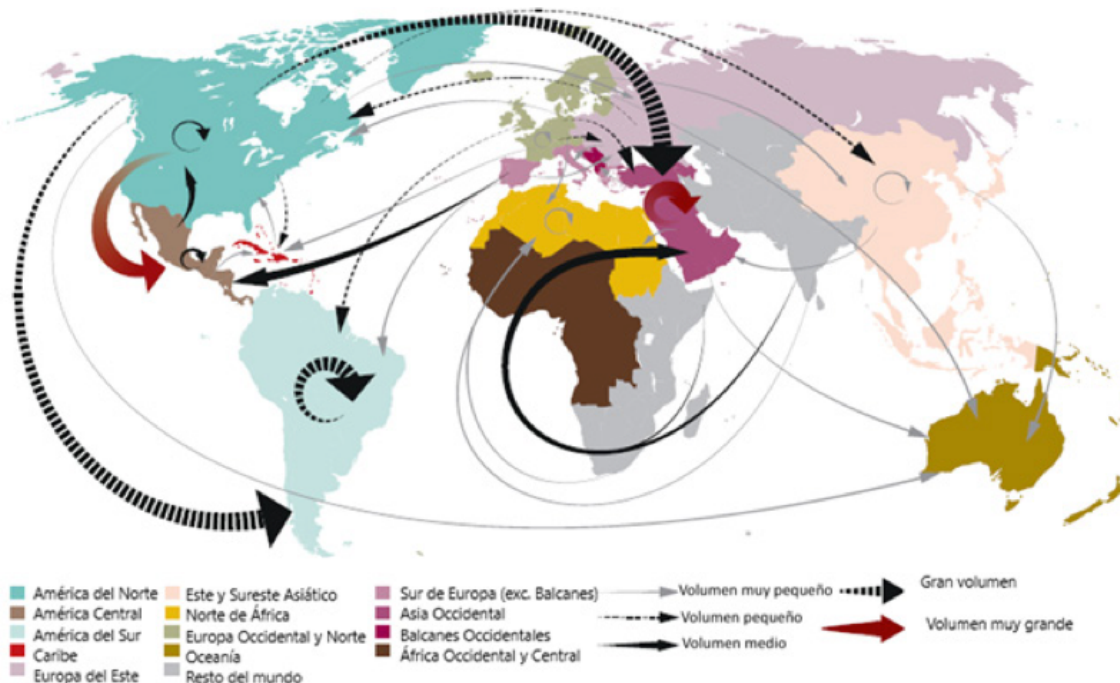 América del Norte
América Central
América del Sur
Caribe
Europa del Este
Este y Sureste Asiático
Norte de África
Europa Occidental y Norte
Oceanía
Resto del mundo
Sur de Europa (exc. Balcanes)
Asia Occidental
Balcanes Occidentales
África Occidental y Central
Volumen muy pequeño
Volumen pequeño
Volumen medio
Gran volumen
Volumen muy grande